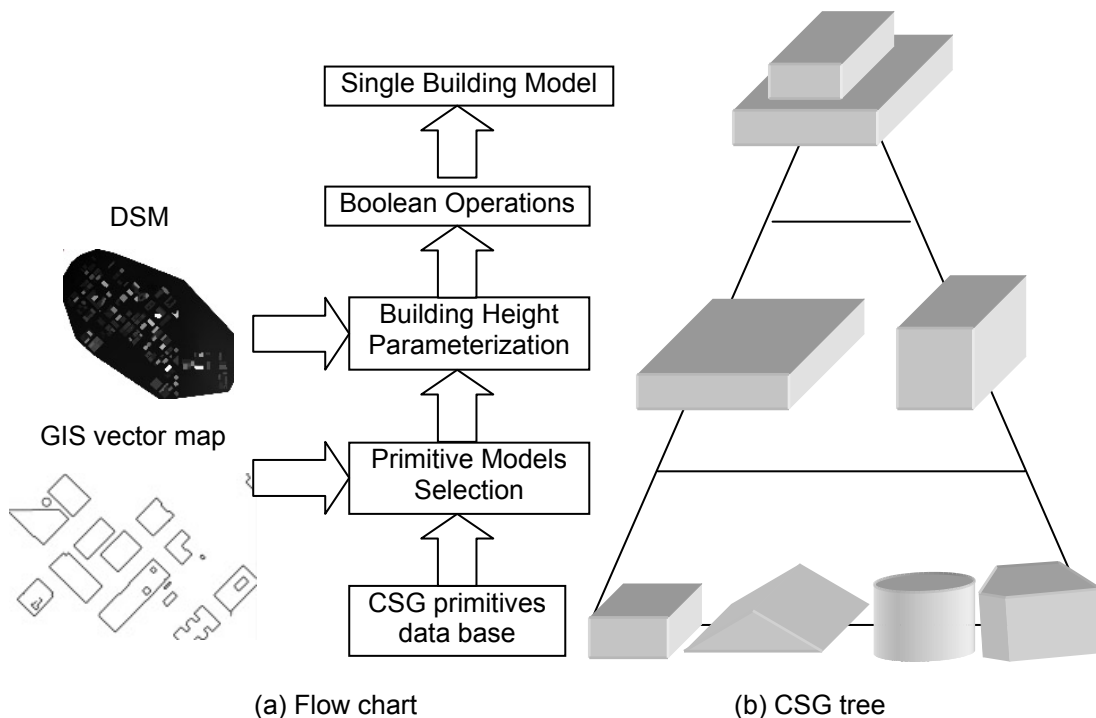 Single Building Model
Boolean Operations
DSM
Building Height
Parameterization
GIS vector map
Primitive Models
Selection
CSG primitives
data base
(a) Flow chart
(b) CSG tree